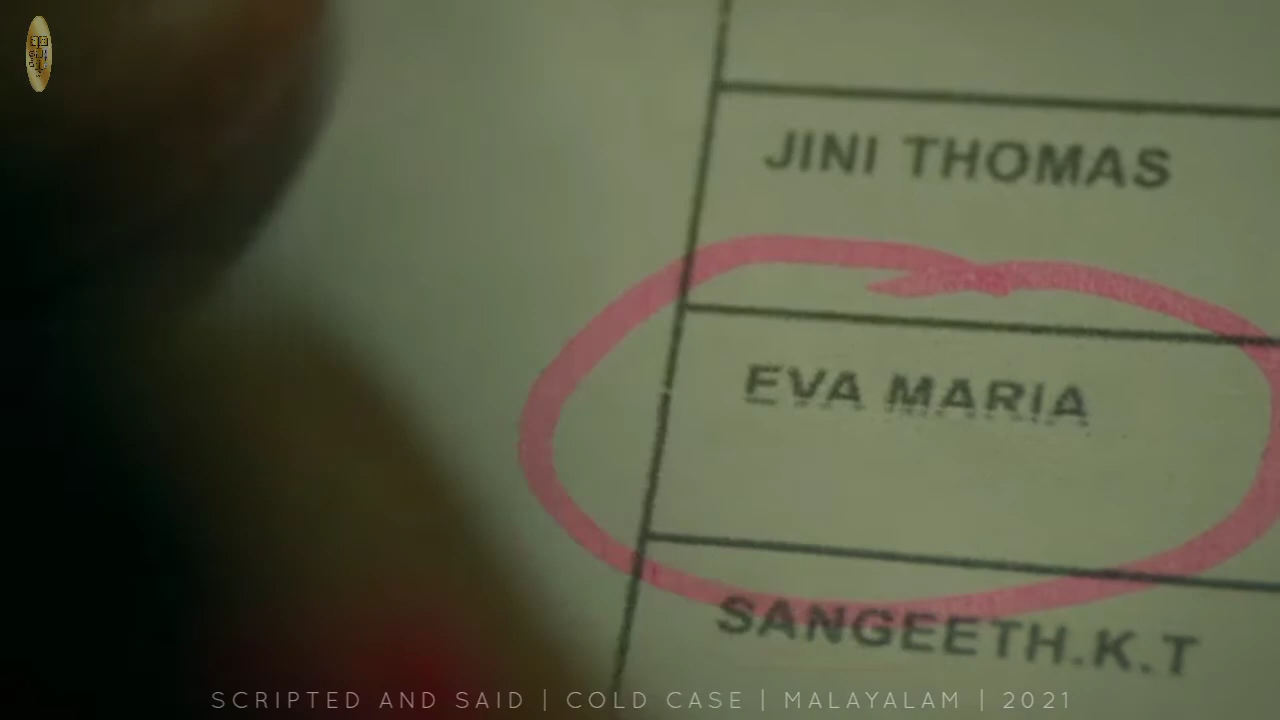 JINI THOMAS
EVA MARIA
SANGEETH.K.T
SCRIPTED AND SAID | COLD CASE | MALAYALAM | 2021